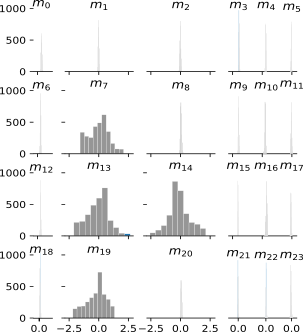 m₀ m₁ m₂ m₃ m₄ m₅
1000
500
0
m₆ m₇ m₈ m₉ m₁₀ m₁₁
1000
500
0
m₁₂ m₁₃ m₁₄ m₁₅ m₁₆ m₁₇
1000
500
0
m₁₈ m₁₉ m₂₀ m₂₁ m₂₂ m₂₃
1000
500
0
0.0 −2.5 0.0 2.5 −2.5 0.0 2.5 0.0 0.0 0.0